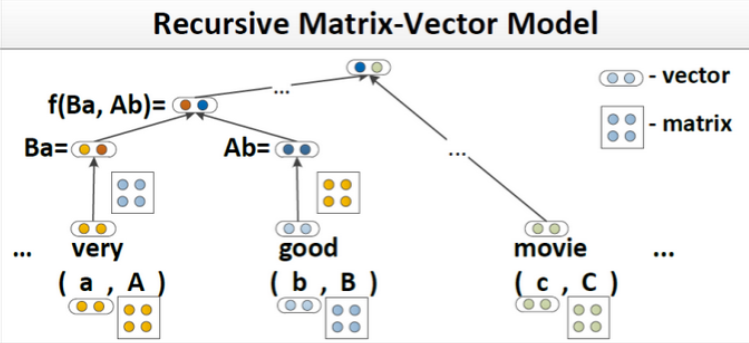 Recursive Matrix-Vector Model
...
- vector
f(Ba, Ab)=
- matrix
Ba=
Ab=
...
... very good movie ...
( a , A ) ( b , B ) ( c , C )